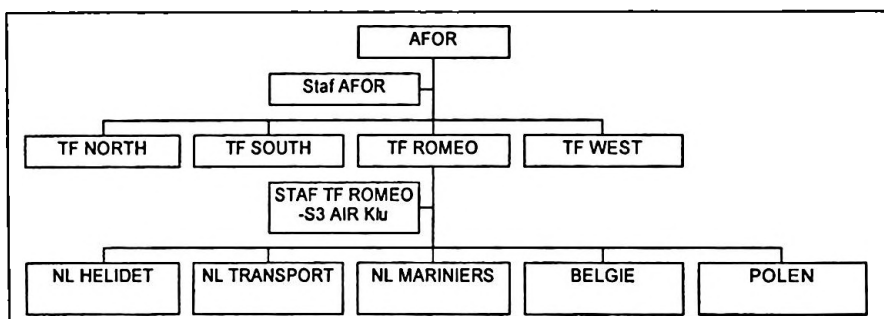 AFOR
Staf AFOR
TF NORTH
TF SOUTH
TF ROMEO
TF WEST
STAF TF ROMEO
-S3 AIR Klu
NL HELIDET
NL TRANSPORT
NL MARINIERS
BELGIE
POLEN